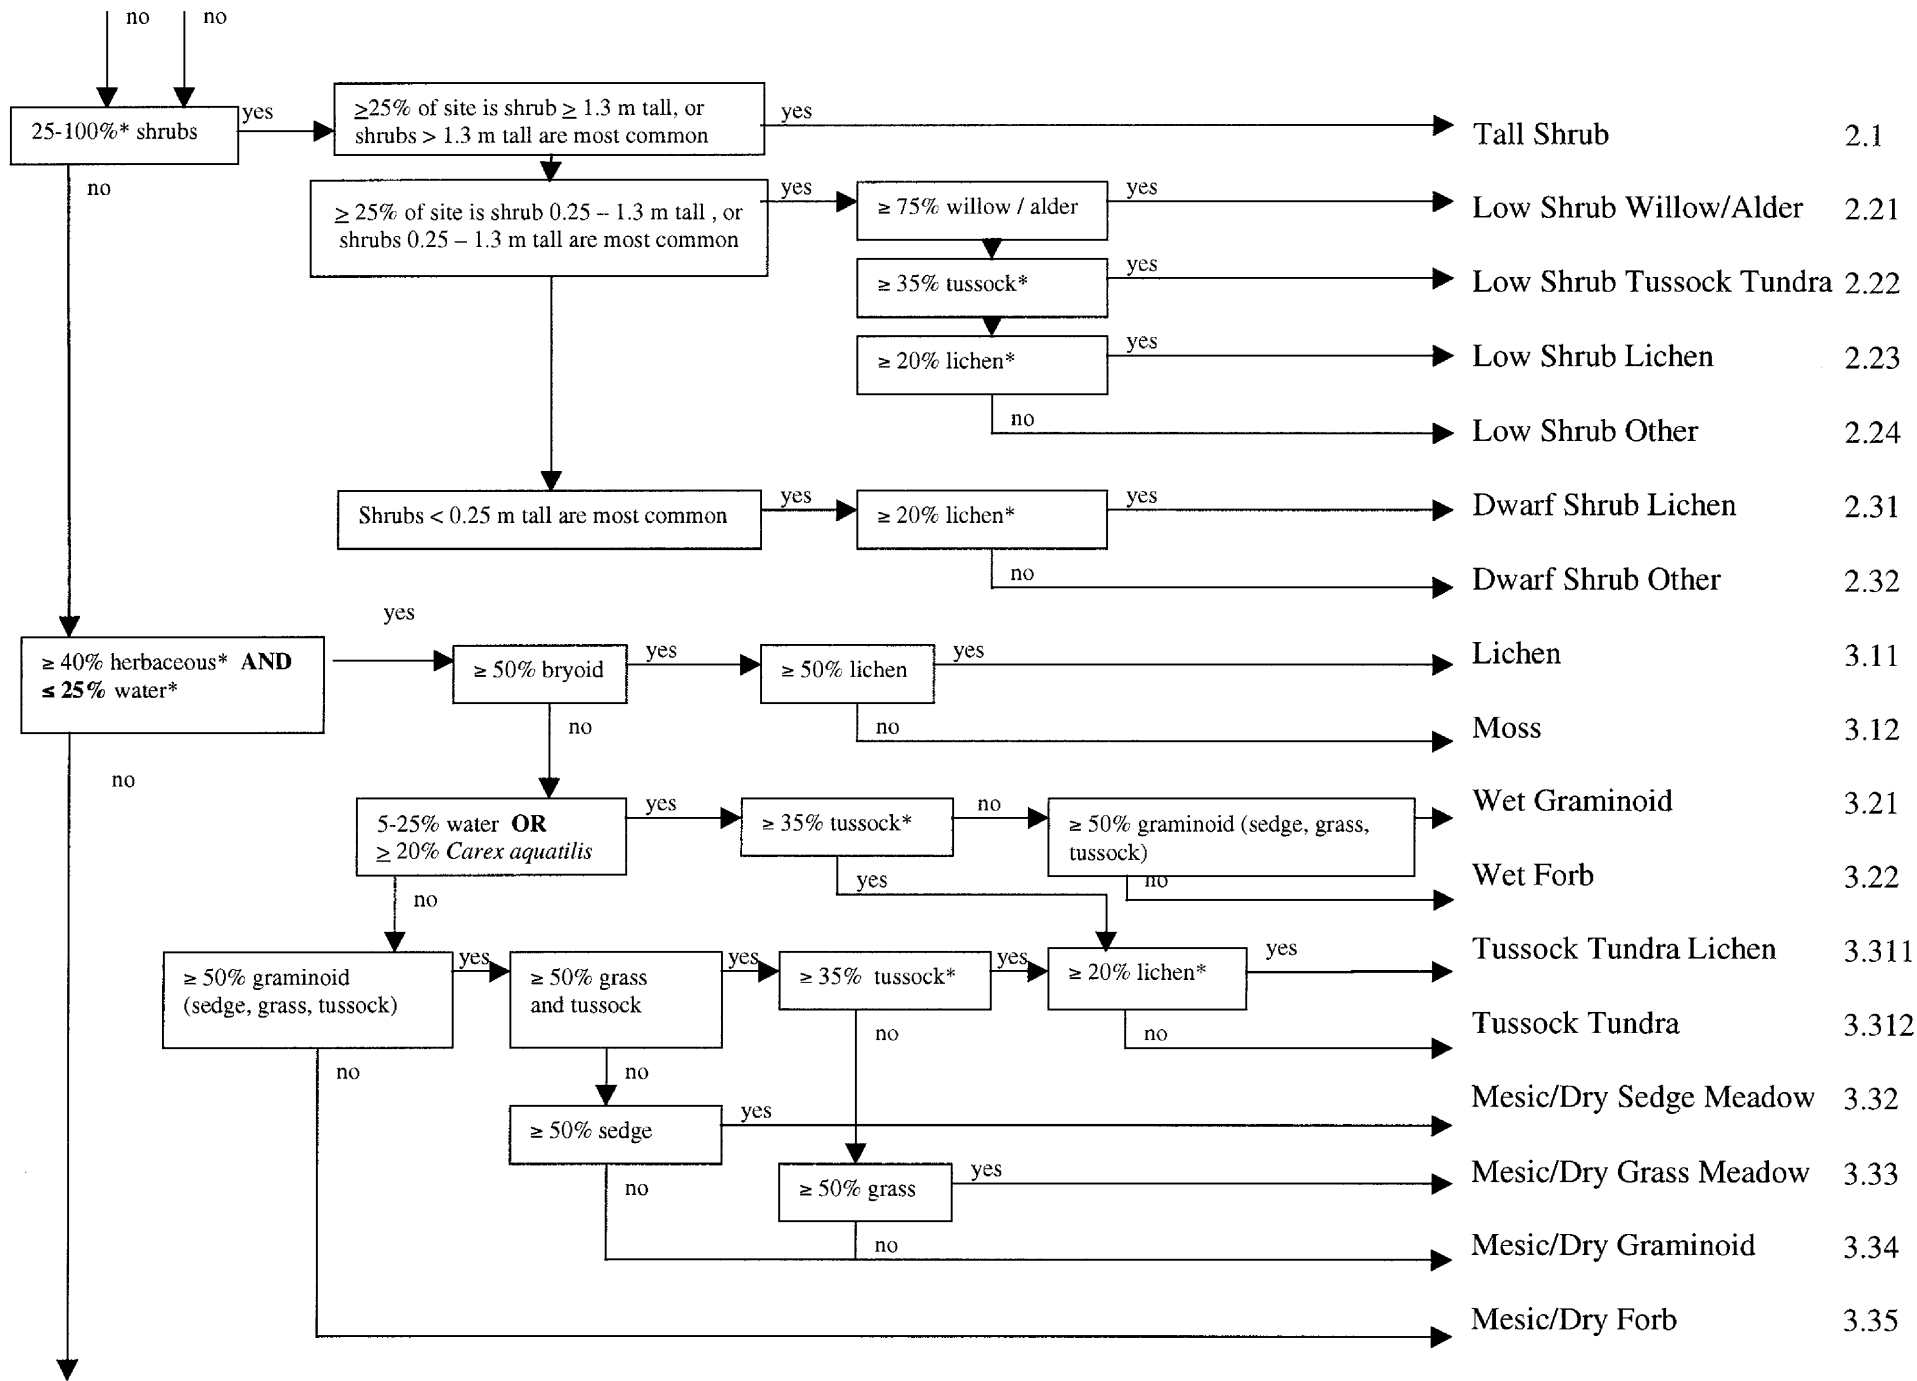 no
no
25-100%* shrubs
yes
≥25% of site is shrub ≥ 1.3 m tall, or
shrubs > 1.3 m tall are most common
yes
Tall Shrub 2.1
no
≥ 25% of site is shrub 0.25 – 1.3 m tall , or
shrubs 0.25 – 1.3 m tall are most common
yes
≥ 75% willow / alder
yes
Low Shrub Willow/Alder 2.21
≥ 35% tussock*
yes
Low Shrub Tussock Tundra 2.22
≥ 20% lichen*
yes
Low Shrub Lichen 2.23
no
Low Shrub Other 2.24
Shrubs < 0.25 m tall are most common
yes
≥ 20% lichen*
yes
Dwarf Shrub Lichen 2.31
no
Dwarf Shrub Other 2.32
≥ 40% herbaceous* AND
≤ 25% water*
yes
≥ 50% bryoid
yes
≥ 50% lichen
yes
Lichen 3.11
no
Moss 3.12
no
no
5-25% water OR
≥ 20% Carex aquatilis
yes
≥ 35% tussock*
no
≥ 50% graminoid (sedge, grass,
tussock)
Wet Graminoid 3.21
no
Wet Forb 3.22
yes
no
≥ 50% graminoid
(sedge, grass, tussock)
yes
≥ 50% grass
and tussock
yes
≥ 35% tussock*
yes
≥ 20% lichen*
yes
Tussock Tundra Lichen 3.311
no
Tussock Tundra 3.312
no
no
no
≥ 50% sedge
yes
Mesic/Dry Sedge Meadow 3.32
no
≥ 50% grass
yes
Mesic/Dry Grass Meadow 3.33
no
Mesic/Dry Graminoid 3.34
Mesic/Dry Forb 3.35